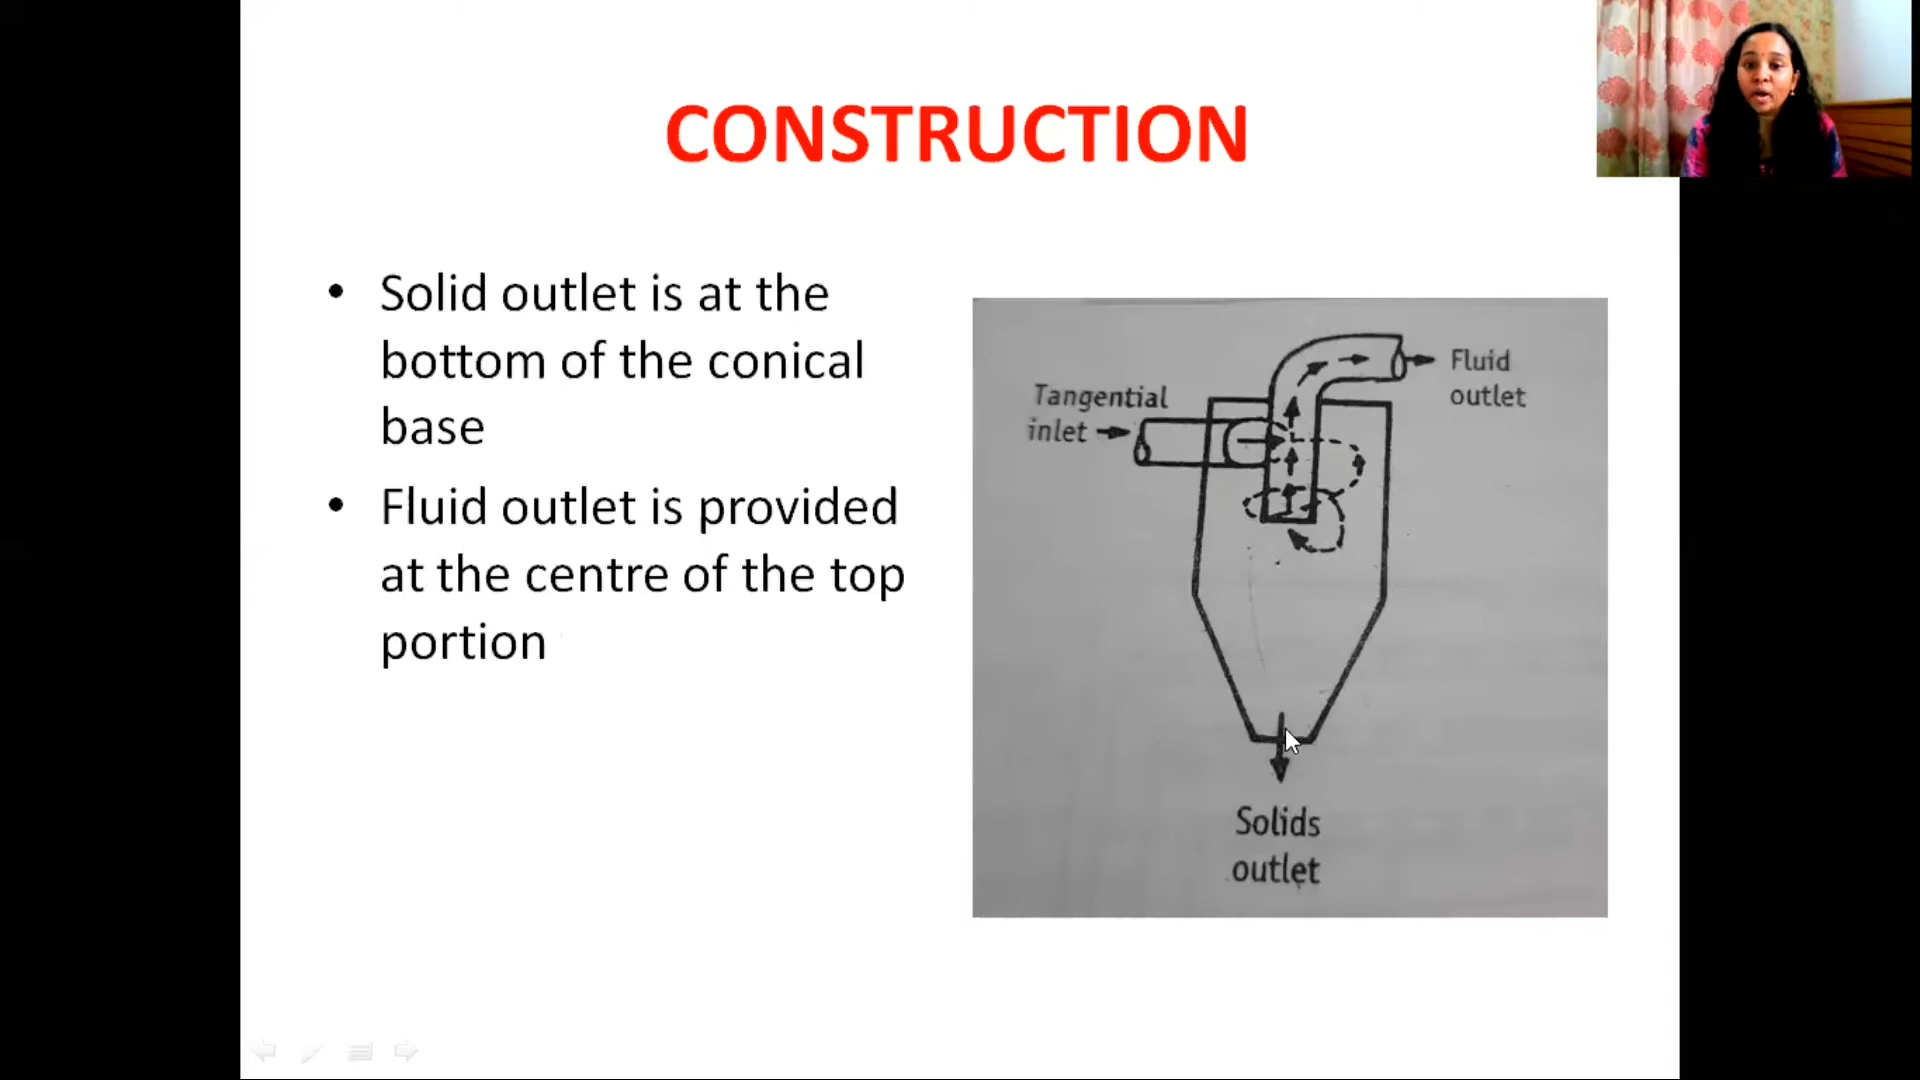 CONSTRUCTION
• Solid outlet is at the
bottom of the conical
base
• Fluid outlet is provided
at the centre of the top
portion
Tangential
inlet
Fluid
outlet
Solids
outlet